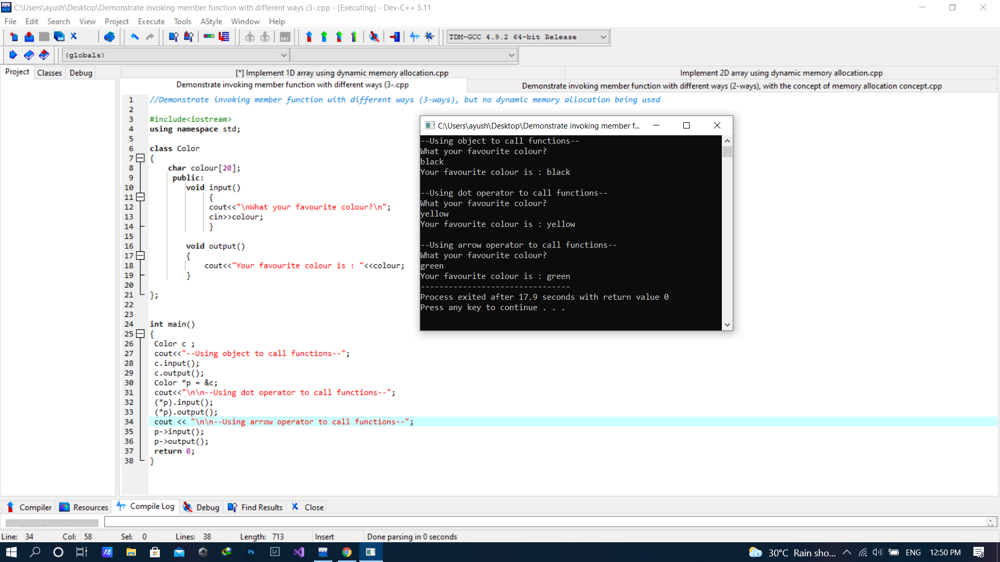 C:\Users\ayush\Desktop\Demonstrate invoking member function with different ways (3-.cpp - [Executing] - Dev-C++ 5.11
File Edit Search View Project Execute Tools AStyle Window Help
TDM-GCC 4.9.2 64-bit Release
(globals)
Project Classes Debug
[*] Implement 1D array using dynamic memory allocation.cpp Implement 2D array using dynamic memory allocation.cpp
Demonstrate invoking member function with different ways (3-.cpp Demonstrate invoking member function with different ways (2-ways), with the concept of memory allocation concept.cpp
1 //Demonstrate invoking member function with different ways (3-ways), but no dynamic memory allocation being used
2
3 #include<iostream>
4 using namespace std;
5
6 class Color
7 {
8 char colour[20];
9 public:
10 void input()
11 {
12 cout<<"\nWhat your favourite colour?\n";
13 cin>>colour;
14 }
15
16 void output()
17 {
18 cout<<"Your favourite colour is : "<<colour;
19 }
20
21 };
22
23
24 int main()
25 {
26 Color c ;
27 cout<<"--Using object to call functions--";
28 c.input();
29 c.output();
30 Color *p = &c;
31 cout<<"\n\n--Using dot operator to call functions--";
32 (*p).input();
33 (*p).output();
34 cout << "\n\n--Using arrow operator to call functions--";
35 p->input();
36 p->output();
37 return 0;
38 }
C:\Users\ayush\Desktop\Demonstrate invoking member f...
--Using object to call functions--
What your favourite colour?
black
Your favourite colour is : black
--Using dot operator to call functions--
What your favourite colour?
yellow
Your favourite colour is : yellow
--Using arrow operator to call functions--
What your favourite colour?
green
Your favourite colour is : green
--------------------------------
Process exited after 17.9 seconds with return value 0
Press any key to continue . . .
Compiler Resources Compile Log Debug Find Results Close
Line: 34 Col: 58 Sel: 0 Lines: 38 Length: 713 Insert Done parsing in 0 seconds
Ps Lr DEV 30°C Rain sho... ENG 12:50 PM